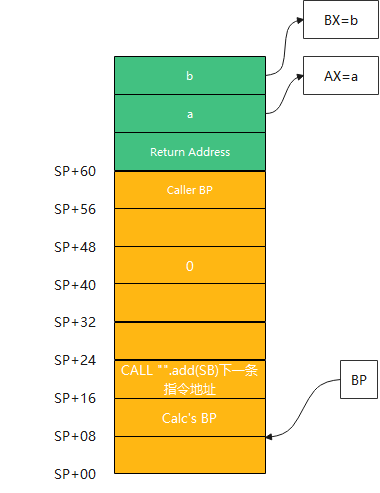 BX=b
b
AX=a
a
Return Address
SP+60
Caller BP
SP+56
SP+48
0
SP+40
SP+32
SP+24
CALL "".add(SB)下一条
指令地址
BP
SP+16
Calc's BP
SP+08
SP+00